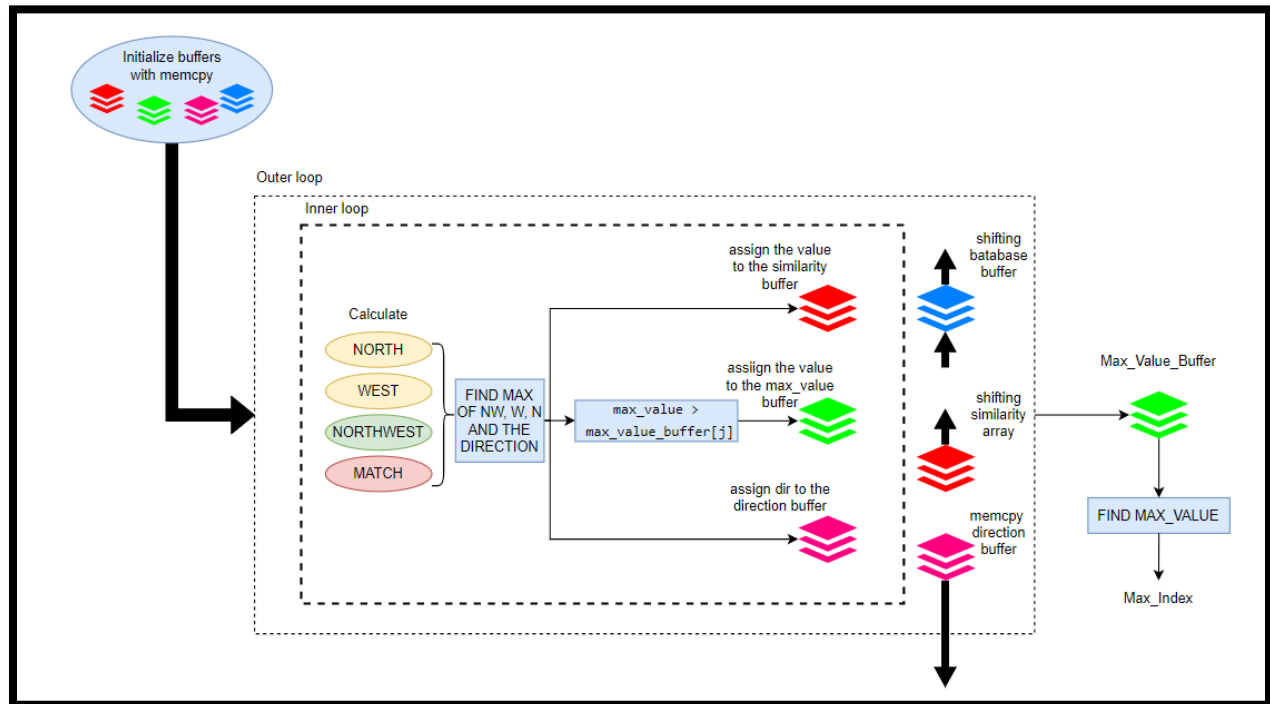 Initialize buffers
with memcpy
Outer loop
Inner loop
Calculate
NORTH
WEST
NORTHWEST
MATCH
FIND MAX
OF NW, W, N
AND THE
DIRECTION
max_value >
max_value_buffer[j]
assign the value
to the similarity
buffer
assiign the value
to the max_value
buffer
assign dir to the
direction buffer
shifting
batabase
buffer
shifting
similarity
array
memcpy
direction
buffer
Max_Value_Buffer
FIND MAX_VALUE
Max_Index